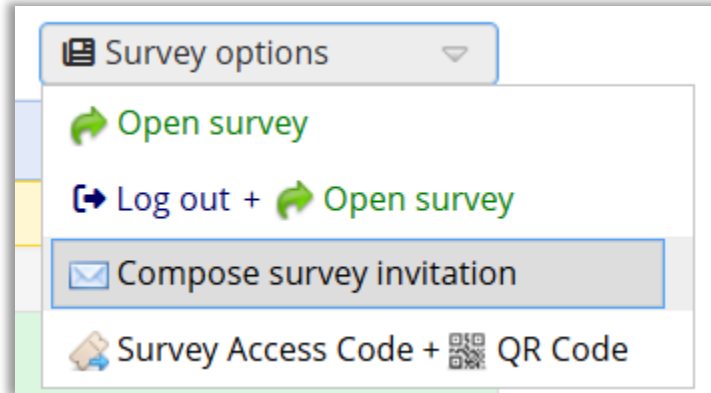 Survey options
Open survey
Log out + Open survey
Compose survey invitation
Survey Access Code + QR Code